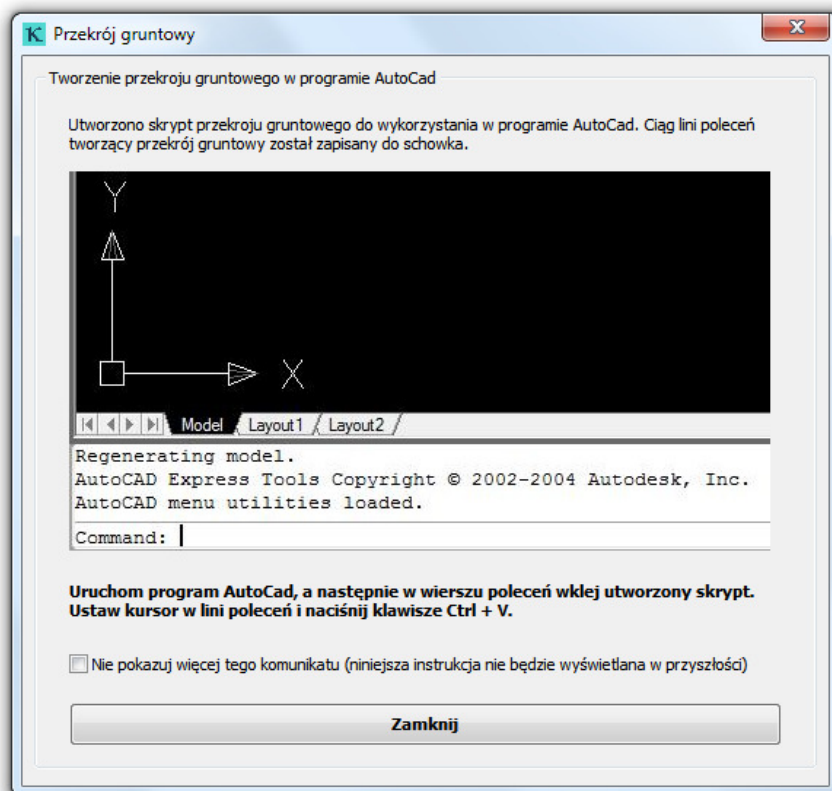 Przekrój gruntowy
Tworzenie przekroju gruntowego w programie AutoCad
Utworzono skrypt przekroju gruntowego do wykorzystania w programie AutoCad. Ciąg lini poleceń
tworzący przekrój gruntowy został zapisany do schowka.
Y
X
Model Layout1 Layout2
Regenerating model.
AutoCAD Express Tools Copyright © 2002-2004 Autodesk, Inc.
AutoCAD menu utilities loaded.
Command:
Uruchom program AutoCad, a następnie w wierszu poleceń wklej utworzony skrypt.
Ustaw kursor w lini poleceń i naciśnij klawisze Ctrl + V.
Nie pokazuj więcej tego komunikatu (niniejsza instrukcja nie będzie wyświetlana w przyszłości)
Zamknij